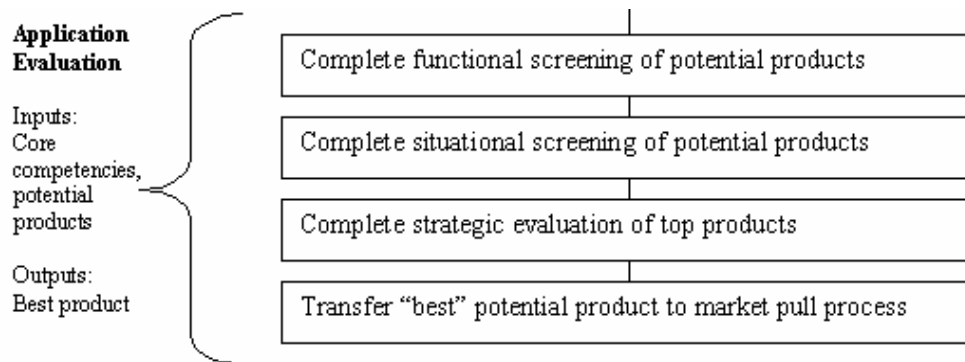 Application
Evaluation
Inputs:
Core
competencies,
potential
products
Outputs:
Best product
Complete functional screening of potential products
Complete situational screening of potential products
Complete strategic evaluation of top products
Transfer “best” potential product to market pull process